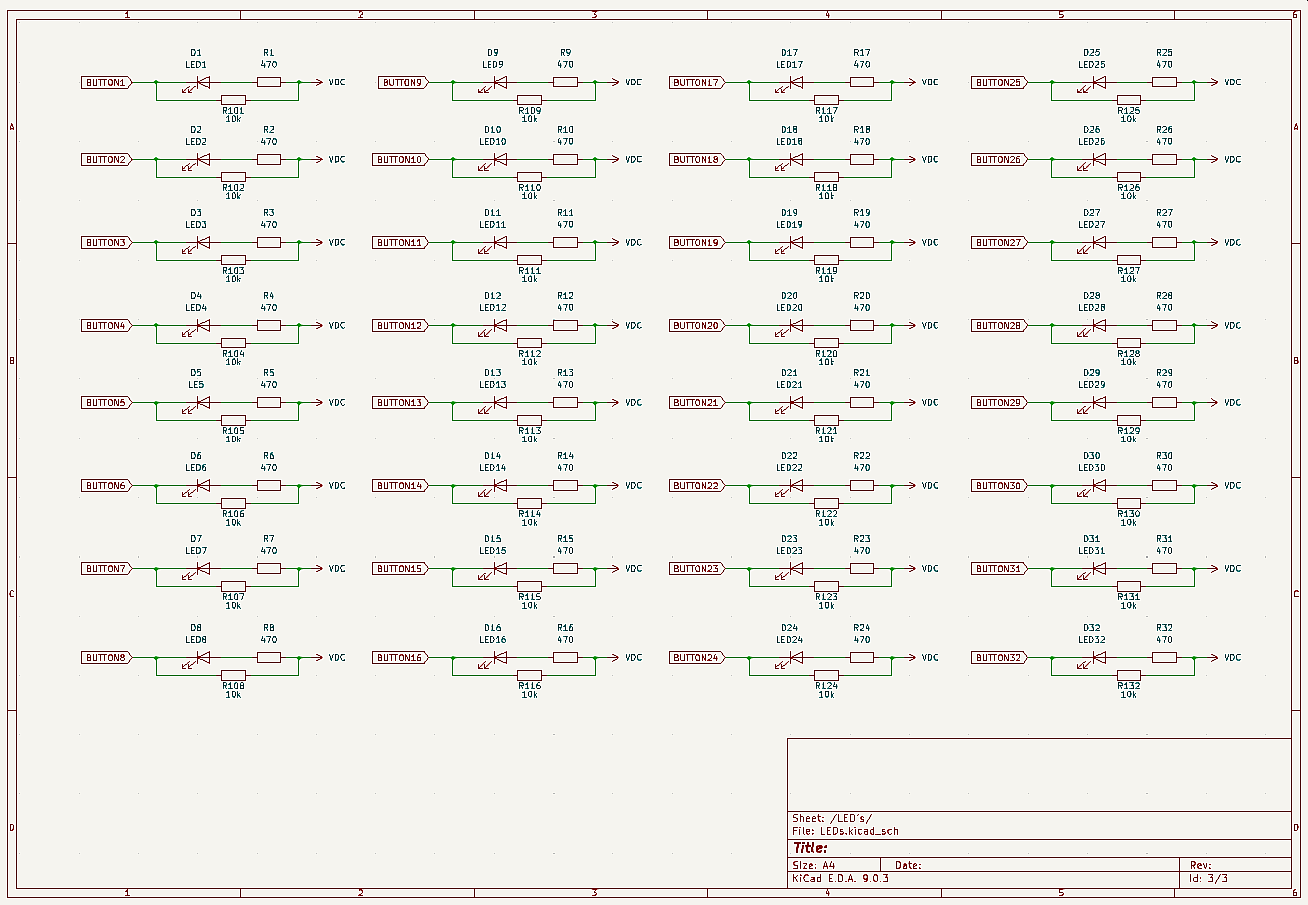 1 2 3 4 5 6
D1 R1 D9 R9 D17 R17 D25 R25
LED1 470 LED9 470 LED17 470 LED25 470
BUTTON1 VDC BUTTON9 VDC BUTTON17 VDC BUTTON25 VDC
R101 R109 R117 R125
10k 10k 10k 10k
A A
D2 R2 D10 R10 D18 R18 D26 R26
LED2 470 LED10 470 LED18 470 LED26 470
BUTTON2 VDC BUTTON10 VDC BUTTON18 VDC BUTTON26 VDC
R102 R110 R118 R126
10k 10k 10k 10k
D3 R3 D11 R11 D19 R19 D27 R27
LED3 470 LED11 470 LED19 470 LED27 470
BUTTON3 VDC BUTTON11 VDC BUTTON19 VDC BUTTON27 VDC
R103 R111 R119 R127
10k 10k 10k 10k
D4 R4 D12 R12 D20 R20 D28 R28
LED4 470 LED12 470 LED20 470 LED28 470
BUTTON4 VDC BUTTON12 VDC BUTTON20 VDC BUTTON28 VDC
R104 R112 R120 R128
10k 10k 10k 10k
B B
D5 R5 D13 R13 D21 R21 D29 R29
LE5 470 LED13 470 LED21 470 LED29 470
BUTTON5 VDC BUTTON13 VDC BUTTON21 VDC BUTTON29 VDC
R105 R113 R121 R129
10k 10k 10k 10k
D6 R6 D14 R14 D22 R22 D30 R30
LED6 470 LED14 470 LED22 470 LED30 470
BUTTON6 VDC BUTTON14 VDC BUTTON22 VDC BUTTON30 VDC
R106 R114 R122 R130
10k 10k 10k 10k
D7 R7 D15 R15 D23 R23 D31 R31
LED7 470 LED15 470 LED23 470 LED31 470
BUTTON7 VDC BUTTON15 VDC BUTTON23 VDC BUTTON31 VDC
R107 R115 R123 R131
10k 10k 10k 10k
C C
D8 R8 D16 R16 D24 R24 D32 R32
LED8 470 LED16 470 LED24 470 LED32 470
BUTTON8 VDC BUTTON16 VDC BUTTON24 VDC BUTTON32 VDC
R108 R116 R124 R132
10k 10k 10k 10k
Sheet: /LED's/
D D
File: LEDs.kicad_sch
Title:
Size: A4 Date: Rev:
KiCad E.D.A. 9.0.3 Id: 3/3
1 2 3 4 5 6